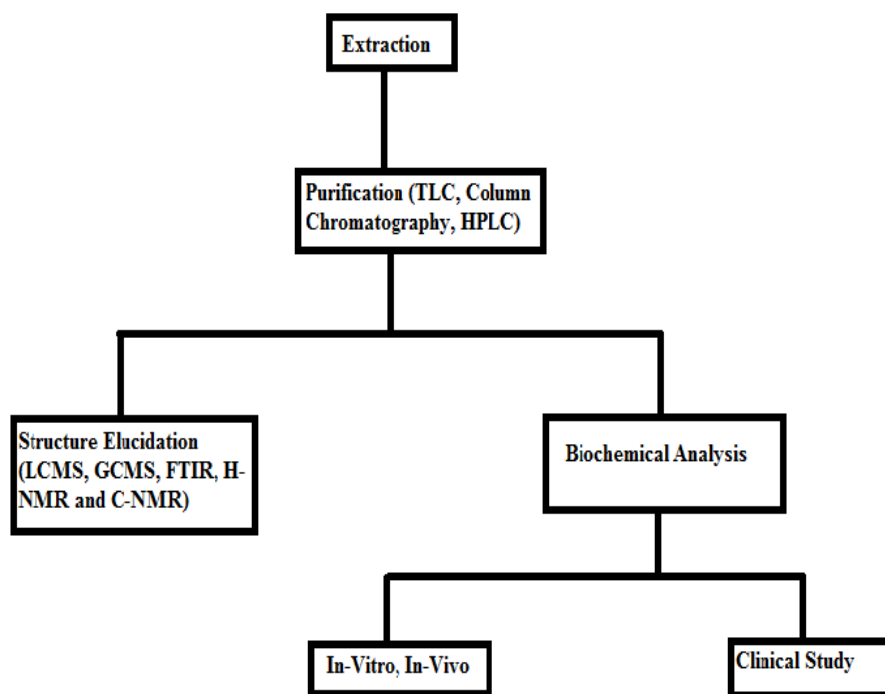 Extraction
Purification (TLC, Column
Chromatography, HPLC)
Structure Elucidation
(LCMS, GCMS, FTIR, H-
NMR and C-NMR)
Biochemical Analysis
In-Vitro, In-Vivo
Clinical Study